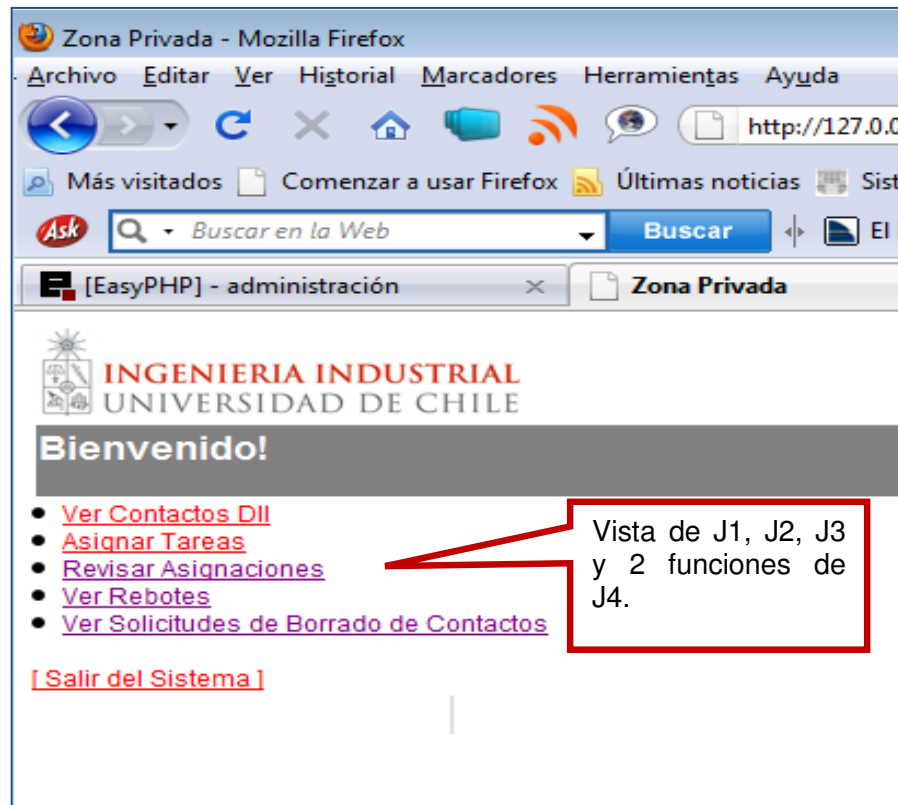 Zona Privada - Mozilla Firefox
Archivo Editar Ver Historial Marcadores Herramientas Ayuda
http://127.0.0
Más visitados Comenzar a usar Firefox Últimas noticias Sist
Ask Buscar en la Web Buscar El
[EasyPHP] - administración Zona Privada
INGENIERIA INDUSTRIAL
UNIVERSIDAD DE CHILE
Bienvenido!
Ver Contactos DII
Asignar Tareas
Revisar Asignaciones
Ver Rebotes
Ver Solicitudes de Borrado de Contactos
[ Salir del Sistema ]
Vista de J1, J2, J3
y 2 funciones de
J4.